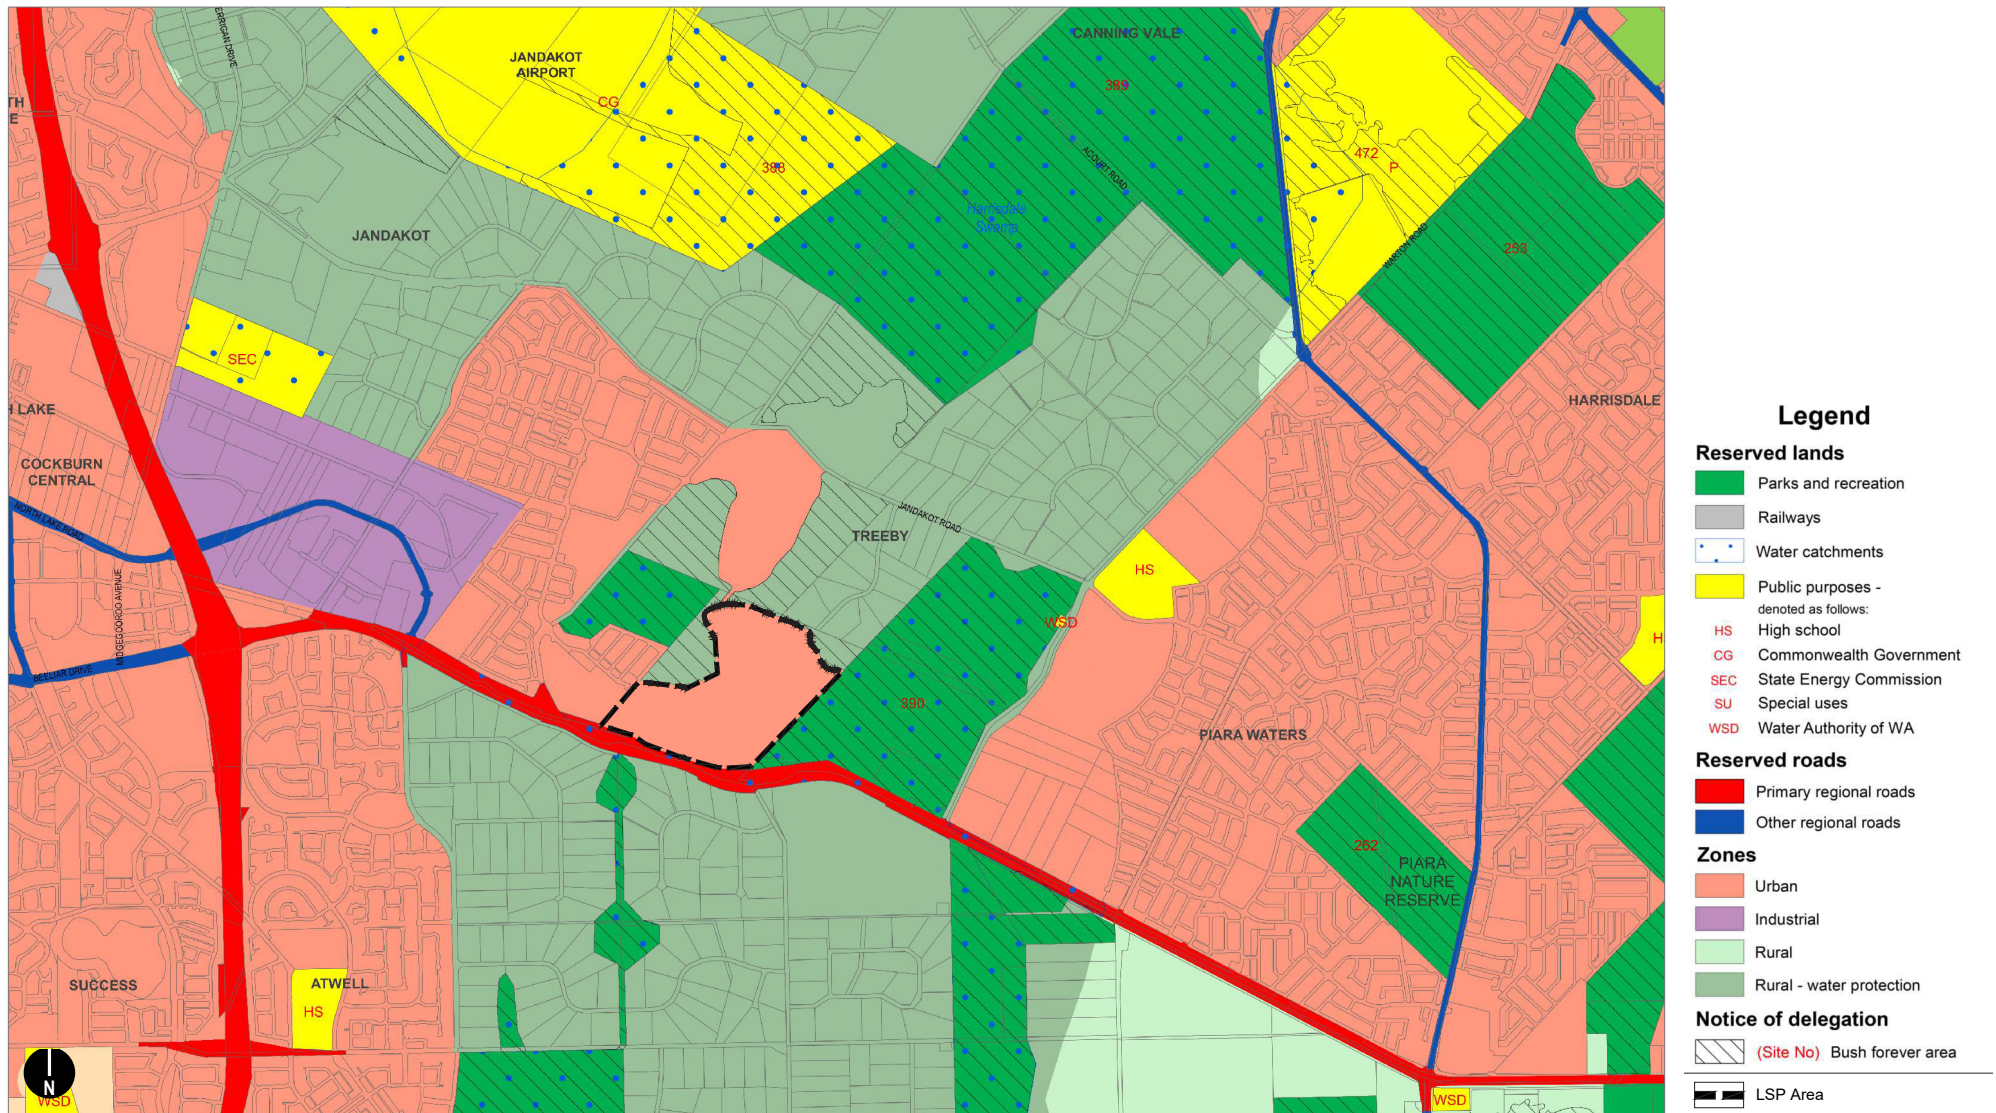 CANNING VALE
JANDAKOT
AIRPORT
CG
389
388
472
P
ACOURT ROAD
Harrisdale
Swamp
WARTON ROAD
253
JANDAKOT
SEC
HARRISDALE
LAKE
COCKBURN
CENTRAL
NORTH LAKE ROAD
JANDAKOT ROAD
TREEBY
HS
MIDGEGOOROO AVENUE
BEELIAR DRIVE
WSD
H
390
PIARA WATERS
262
PIARA
NATURE
RESERVE
SUCCESS
ATWELL
HS
N
WSD
WSD
Legend
Reserved lands
Parks and recreation
Railways
Water catchments
Public purposes -
denoted as follows:
HS High school
CG Commonwealth Government
SEC State Energy Commission
SU Special uses
WSD Water Authority of WA
Reserved roads
Primary regional roads
Other regional roads
Zones
Urban
Industrial
Rural
Rural - water protection
Notice of delegation
(Site No) Bush forever area
LSP Area